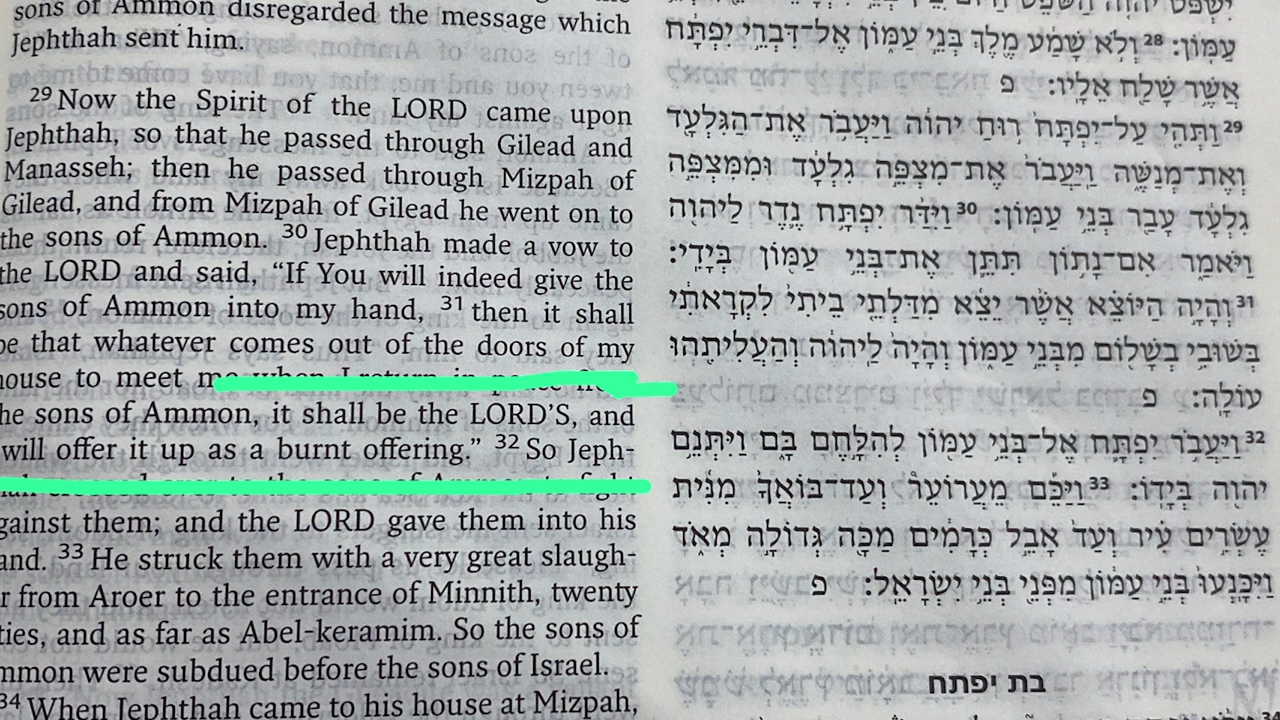 sons of Ammon disregarded the message which
Jephthah sent him.
29 Now the Spirit of the LORD came upon
Jephthah, so that he passed through Gilead and
Manasseh; then he passed through Mizpah of
Gilead, and from Mizpah of Gilead he went on to
the sons of Ammon. 30 Jephthah made a vow to
the LORD and said, “If You will indeed give the
sons of Ammon into my hand, 31 then it shall
be that whatever comes out of the doors of my
house to meet me when I return in peace
he sons of Ammon, it shall be the LORD’S, and
will offer it up as a burnt offering.” 32 So Jeph-
gainst them; and the LORD gave them into his
and. 33 He struck them with a very great slaugh-
r from Aroer to the entrance of Minnith, twenty
ties, and as far as Abel-keramim. So the sons of
mmon were subdued before the sons of Israel.
34 When Jephthah came to his house at Mizpah,
עַמּֽוֹן׃ 28 וְלֹ֣א שָׁמַ֔ע מֶ֖לֶךְ בְּנֵ֣י עַמּ֑וֹן אֶל־דִּבְרֵ֣י יִפְתָּ֔ח
אֲשֶׁ֥ר שָׁלַ֖ח אֵלָֽיו׃ פ
29 וַתְּהִ֤י עַל־יִפְתָּח֙ ר֣וּחַ יְהוָ֔ה וַיַּעֲבֹ֥ר אֶת־הַגִּלְעָ֖ד
וְאֶת־מְנַשֶּׁ֑ה וַֽיַּעֲבֹר֙ אֶת־מִצְפֵּ֣ה גִלְעָ֔ד וּמִמִּצְפֵּ֣ה
גִלְעָ֔ד עָבַ֖ר בְּנֵ֥י עַמּֽוֹן׃ 30 וַיִּדַּ֨ר יִפְתָּ֥ח נֶ֛דֶר לַיהוָ֖ה
וַיֹּאמַ֑ר אִם־נָת֥וֹן תִּתֵּ֛ן אֶת־בְּנֵ֥י עַמּ֖וֹן בְּיָדִֽי׃
31 וְהָיָ֣ה הַיּוֹצֵ֗א אֲשֶׁ֨ר יֵצֵ֜א מִדַּלְתֵ֤י בֵיתִי֙ לִקְרָאתִ֔י
בְּשׁוּבִ֥י בְשָׁל֖וֹם מִבְּנֵ֣י עַמּ֑וֹן וְהָיָה֙ לַֽיהוָ֔ה וְהַעֲלִיתִ֖הוּ
עוֹלָֽה׃ פ
32 וַיַּעֲבֹ֥ר יִפְתָּ֛ח אֶל־בְּנֵ֥י עַמּ֖וֹן לְהִלָּ֣חֶם בָּ֑ם וַיִּתְּנֵ֥ם
יְהוָ֖ה בְּיָדֽוֹ׃ 33 וַיַּכֵּ֡ם מֵעֲרוֹעֵר֩ וְעַד־בּוֹאֲךָ֨ מִנִּ֜ית
עֶשְׂרִ֣ים עִ֗יר וְעַד֙ אָבֵ֣ל כְּרָמִ֔ים מַכָּ֖ה גְּדוֹלָ֣ה מְאֹ֑ד
וַיִּכָּֽנְעוּ֙ בְּנֵ֣י עַמּ֔וֹן מִפְּנֵ֖י בְּנֵ֥י יִשְׂרָאֵֽל׃ פ
בת יפתח